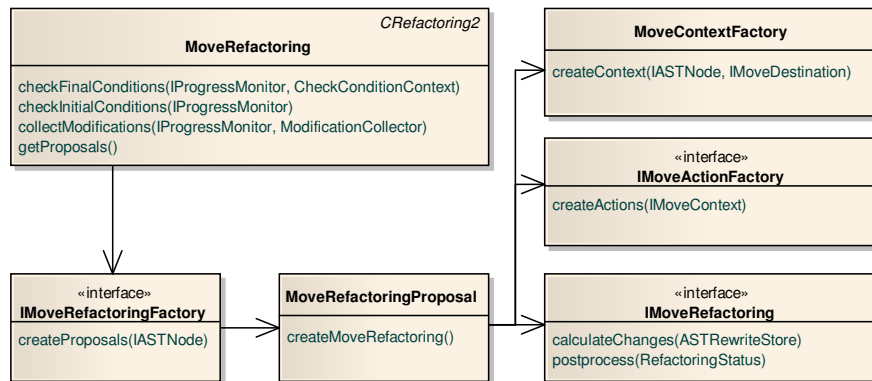 CRefactoring2
MoveRefactoring
checkFinalConditions(IProgressMonitor, CheckConditionContext)
checkInitialConditions(IProgressMonitor)
collectModifications(IProgressMonitor, ModificationCollector)
getProposals()
MoveContextFactory
createContext(IASTNode, IMoveDestination)
«interface»
IMoveActionFactory
createActions(IMoveContext)
«interface»
IMoveRefactoringFactory
createProposals(IASTNode)
MoveRefactoringProposal
createMoveRefactoring()
«interface»
IMoveRefactoring
calculateChanges(ASTRewriteStore)
postprocess(RefactoringStatus)